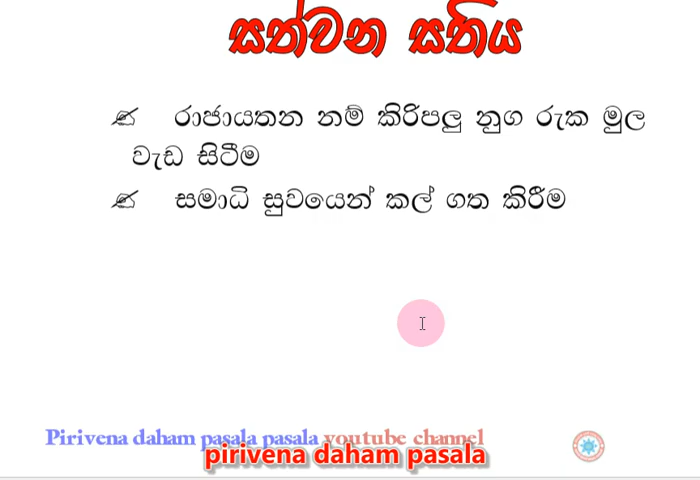 සත්වන සතිය
රාජායතන නම් කිරිපලු නුග රුක මුල
වැඩ සිටීම
සමාධි සුවයෙන් කල් ගත කිරීම
Pirivena daham pasala pasala youtube channel
pirivena daham pasala